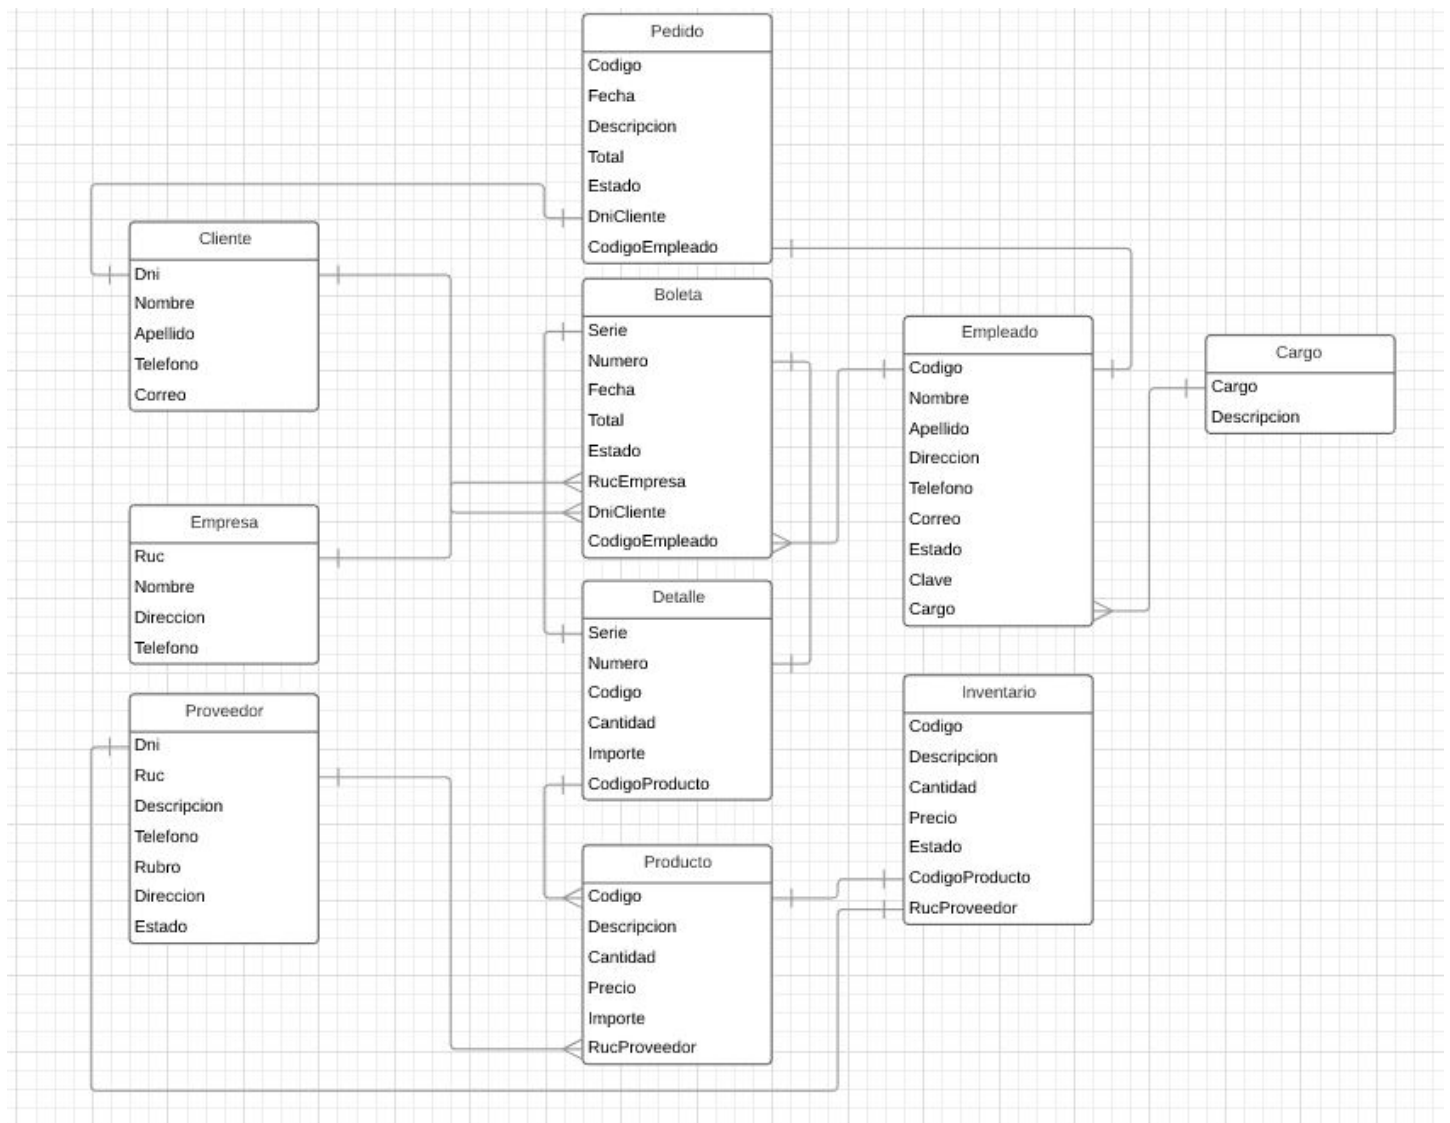 Pedido
Codigo
Fecha
Descripcion
Total
Estado
DniCliente
CodigoEmpleado
Cliente
Dni
Nombre
Apellido
Telefono
Correo
Boleta
Serie
Numero
Fecha
Total
Estado
RucEmpresa
DniCliente
CodigoEmpleado
Empleado
Codigo
Nombre
Apellido
Direccion
Telefono
Correo
Estado
Clave
Cargo
Cargo
Cargo
Descripcion
Empresa
Ruc
Nombre
Direccion
Telefono
Detalle
Serie
Numero
Codigo
Cantidad
Importe
CodigoProducto
Proveedor
Dni
Ruc
Descripcion
Telefono
Rubro
Direccion
Estado
Inventario
Codigo
Descripcion
Cantidad
Precio
Estado
CodigoProducto
RucProveedor
Producto
Codigo
Descripcion
Cantidad
Precio
Importe
RucProveedor